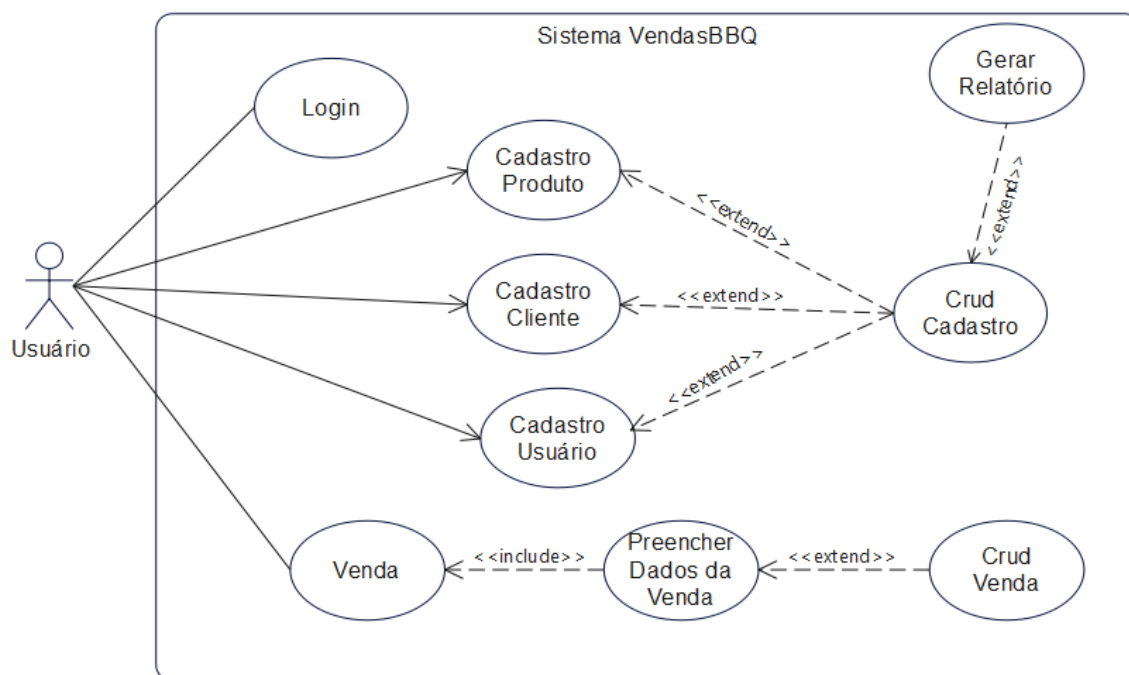 Sistema VendasBBQ
Gerar
Relatório
Login
Cadastro
Produto
<<extend>>
<<extend>>
Usuário
Cadastro
Cliente
<<extend>>
Crud
Cadastro
<<extend>>
Cadastro
Usuário
Venda
<<include>>
Preencher
Dados da
Venda
<<extend>>
Crud
Venda